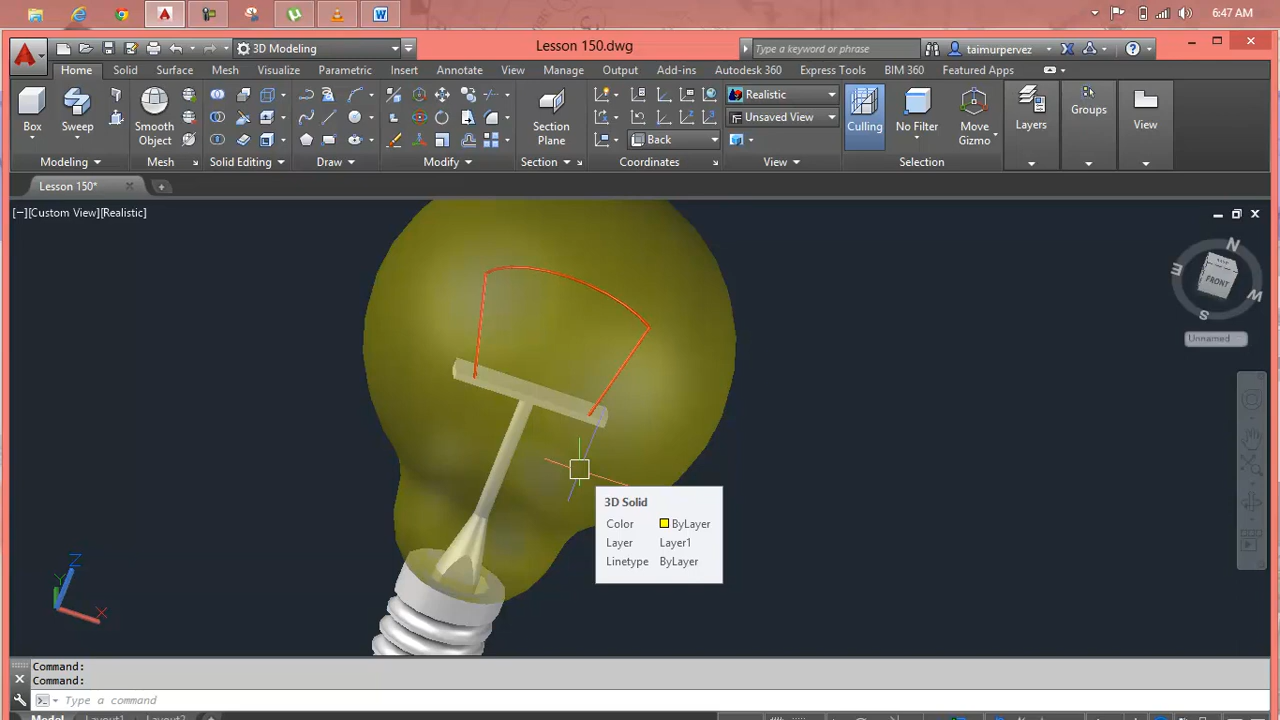 6:47 AM
3D Modeling
Lesson 150.dwg
Type a keyword or phrase
taimurpervez
Home Solid Surface Mesh Visualize Parametric Insert Annotate View Manage Output Add-ins Autodesk 360 Express Tools BIM 360 Featured Apps
Realistic
Unsaved View
Back
Box
Sweep
Smooth
Object
Section
Plane
Culling
No Filter
Move
Gizmo
Layers
Groups
View
Modeling
Mesh
Solid Editing
Draw
Modify
Section
Coordinates
View
Selection
Lesson 150*
[−][Custom View][Realistic]
N
E
W
S
TOP
FRONT
Unnamed
3D Solid
Color ByLayer
Layer Layer1
Linetype ByLayer
Z
Y
X
Command:
Command:
Type a command
Model Layout1 Layout2